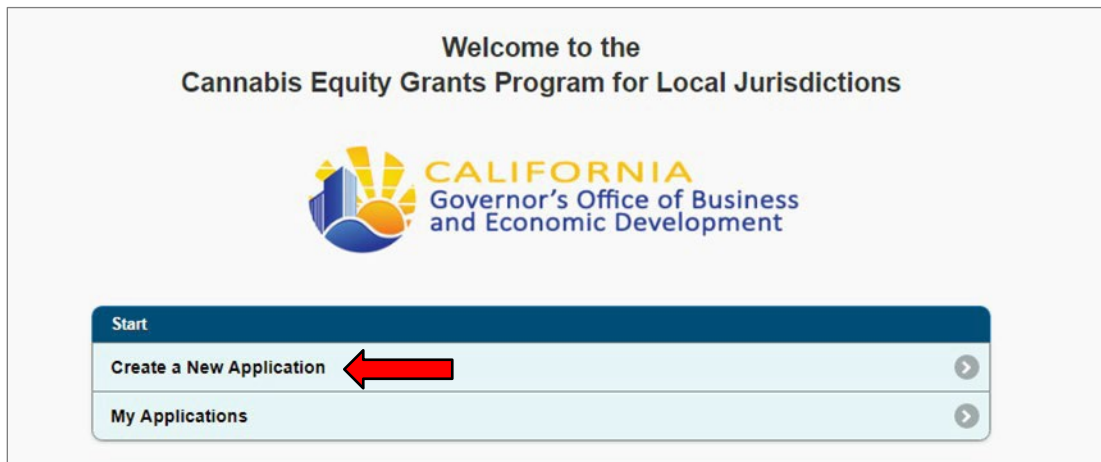 Welcome to the
Cannabis Equity Grants Program for Local Jurisdictions
CALIFORNIA
Governor's Office of Business
and Economic Development
Start
Create a New Application
My Applications